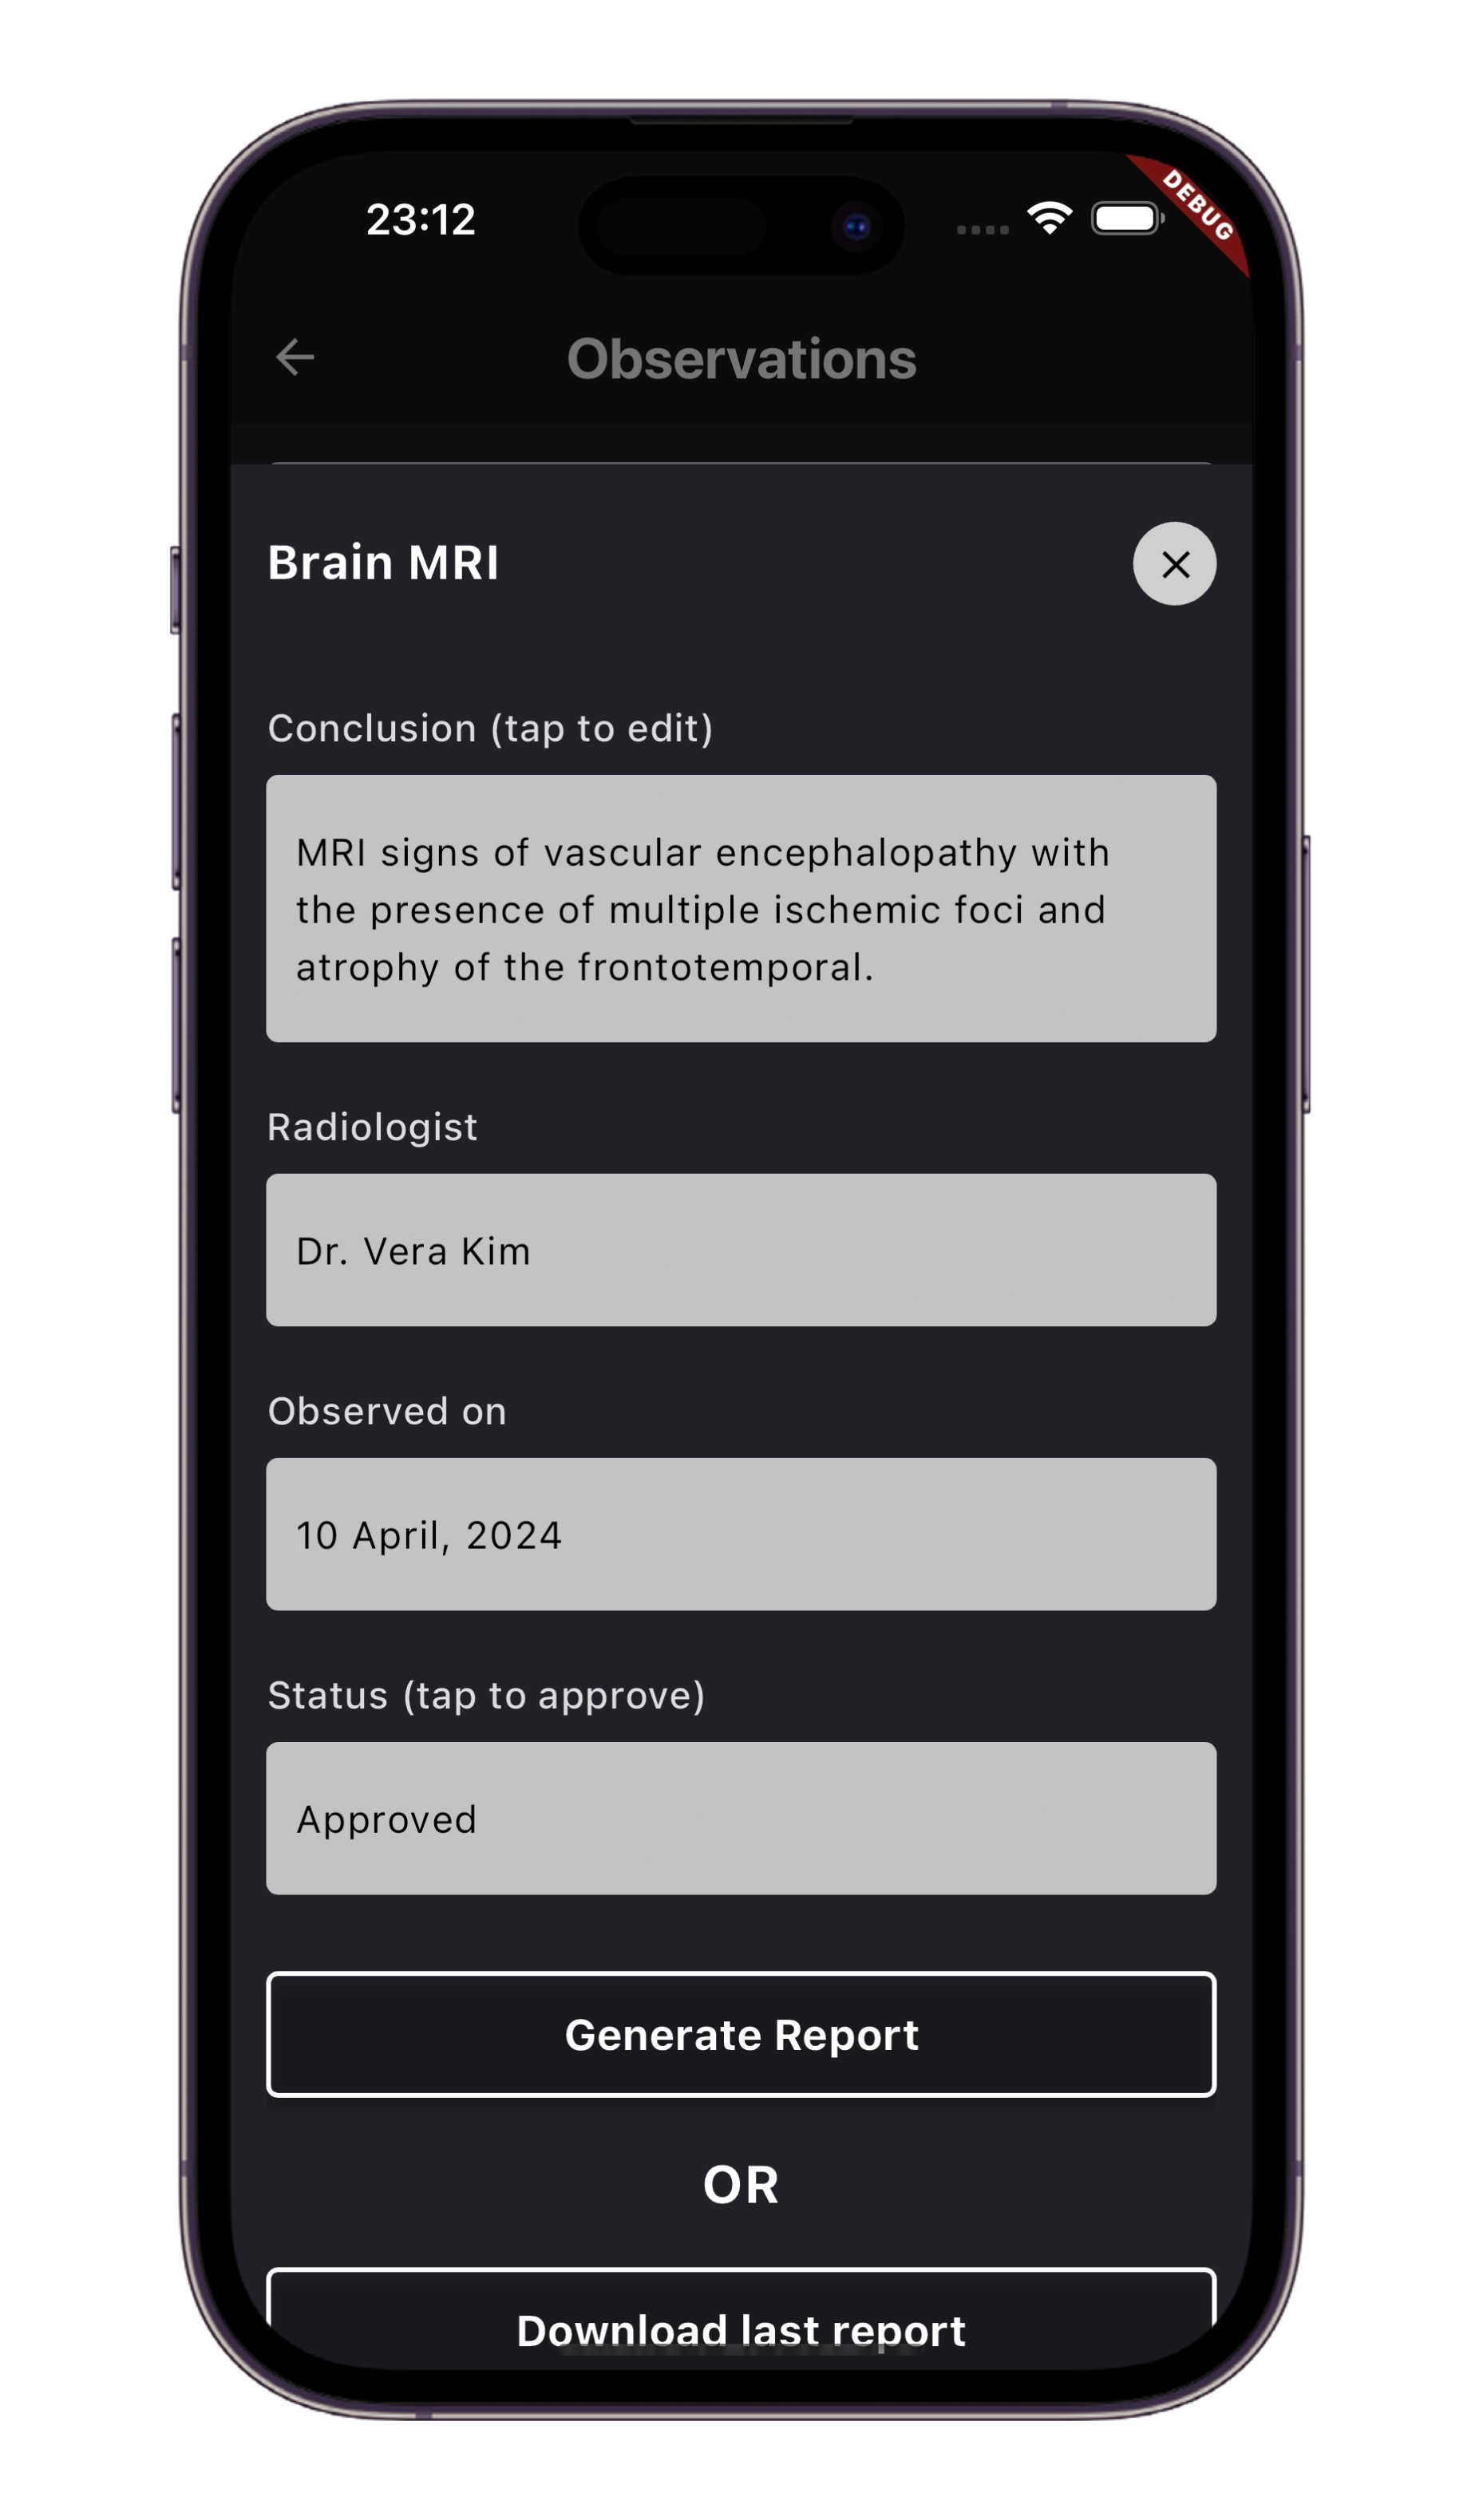 23:12
DEBUG
Observations
Brain MRI
Conclusion (tap to edit)
MRI signs of vascular encephalopathy with
the presence of multiple ischemic foci and
atrophy of the frontotemporal.
Radiologist
Dr. Vera Kim
Observed on
10 April, 2024
Status (tap to approve)
Approved
Generate Report
OR
Download last report